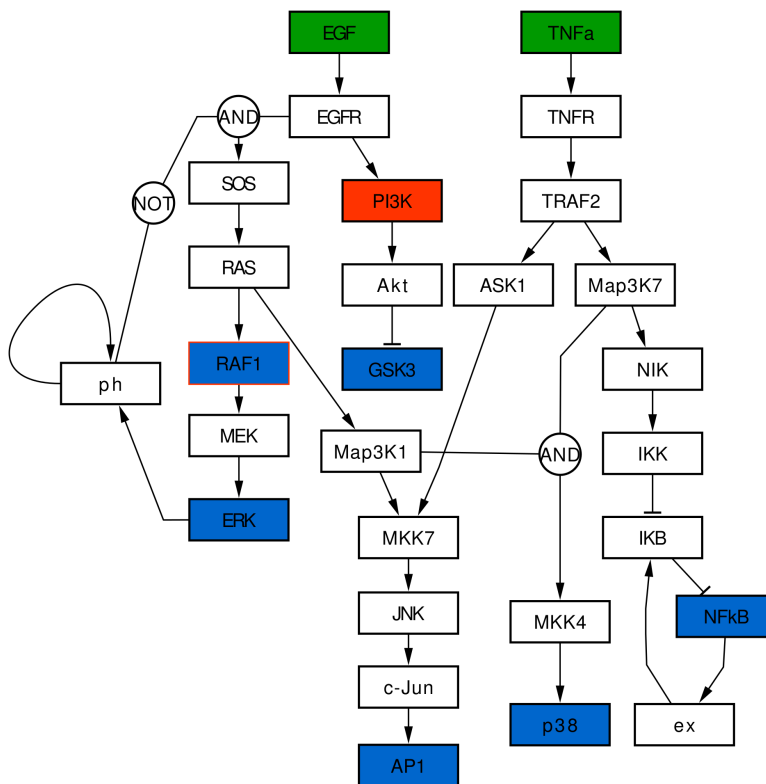 EGF
TNFa
AND
EGFR
TNFR
SOS
NOT
PI3K
TRAF2
RAS
Akt
ASK1
Map3K7
RAF1
GSK3
NIK
ph
MEK
Map3K1
AND
IKK
ERK
MKK7
IKB
JNK
MKK4
NFkB
c-Jun
p38
ex
AP1